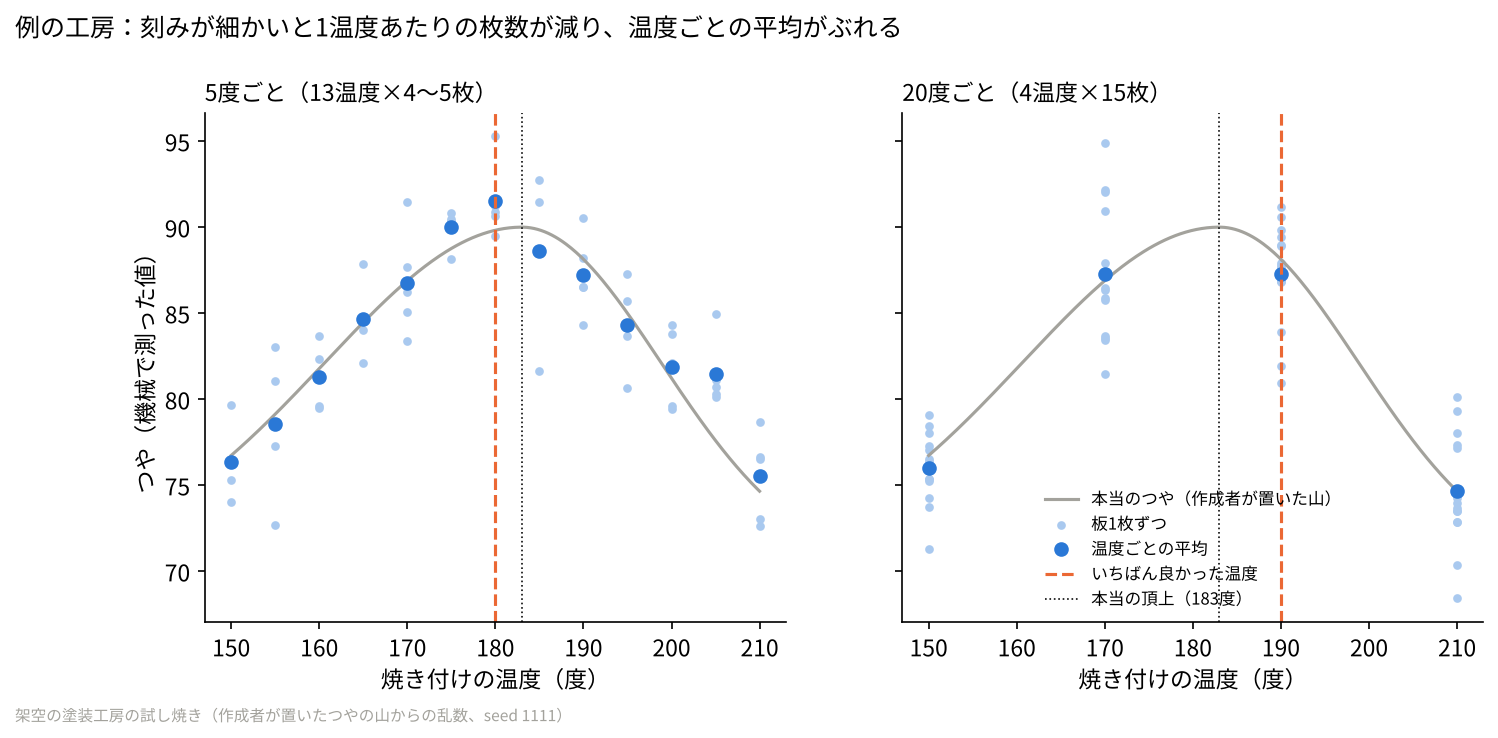 例の工房：刻みが細かいと1温度あたりの枚数が減り、温度ごとの平均がぶれる
5度ごと（13温度×4〜5枚）
95
90
85
80
75
70
つや（機械で測った値）
150 160 170 180 190 200 210
焼き付けの温度（度）
20度ごと（4温度×15枚）
本当のつや（作成者が置いた山）
板1枚ずつ
温度ごとの平均
いちばん良かった温度
本当の頂上（183度）
150 160 170 180 190 200 210
焼き付けの温度（度）
架空の塗装工房の試し焼き（作成者が置いたつやの山からの乱数、seed 1111）